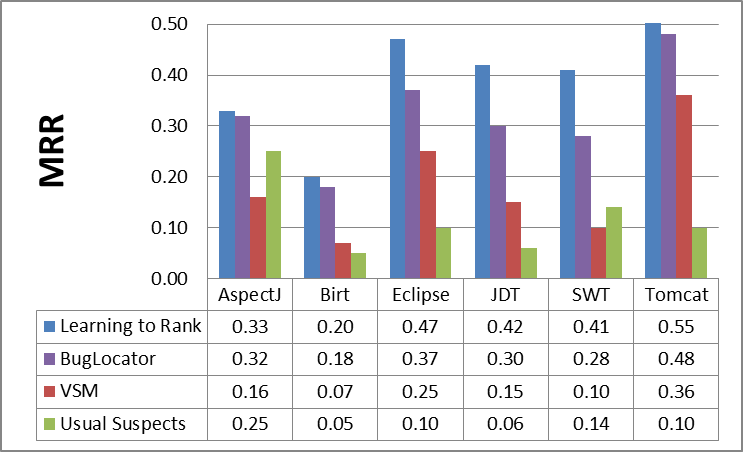 MRR
0.50
0.40
0.30
0.20
0.10
0.00
AspectJ Birt Eclipse JDT SWT Tomcat
Learning to Rank 0.33 0.20 0.47 0.42 0.41 0.55
BugLocator 0.32 0.18 0.37 0.30 0.28 0.48
VSM 0.16 0.07 0.25 0.15 0.10 0.36
Usual Suspects 0.25 0.05 0.10 0.06 0.14 0.10